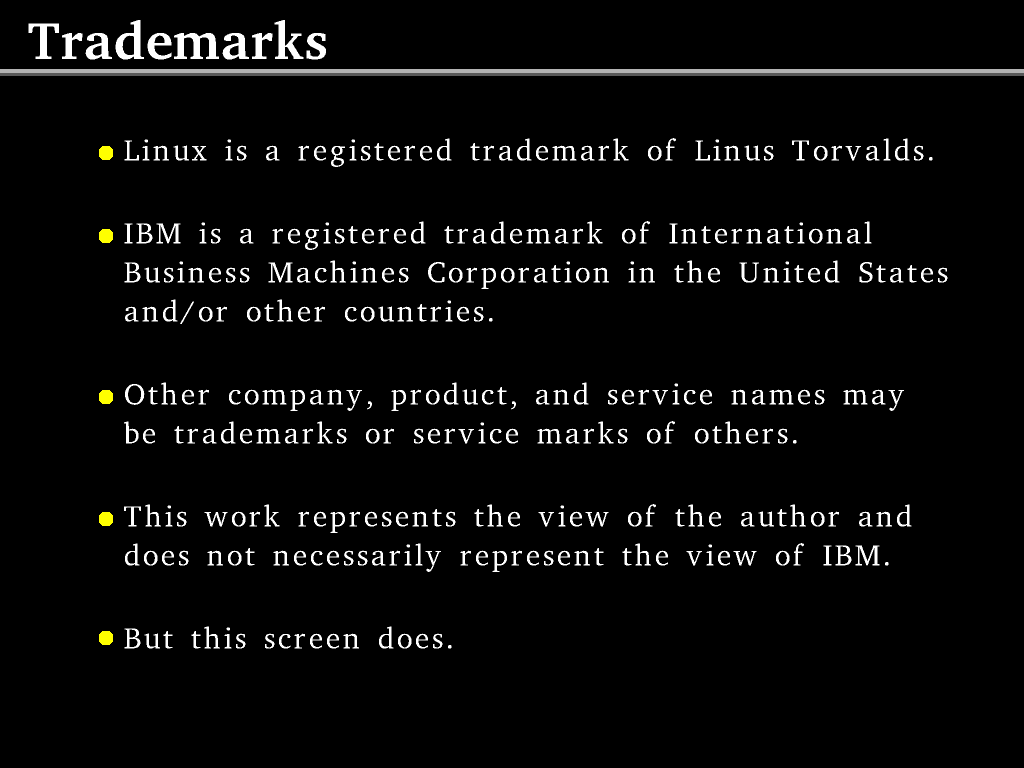 Trademarks
Linux is a registered trademark of Linus Torvalds.
IBM is a registered trademark of International
Business Machines Corporation in the United States
and/or other countries.
Other company, product, and service names may
be trademarks or service marks of others.
This work represents the view of the author and
does not necessarily represent the view of IBM.
But this screen does.